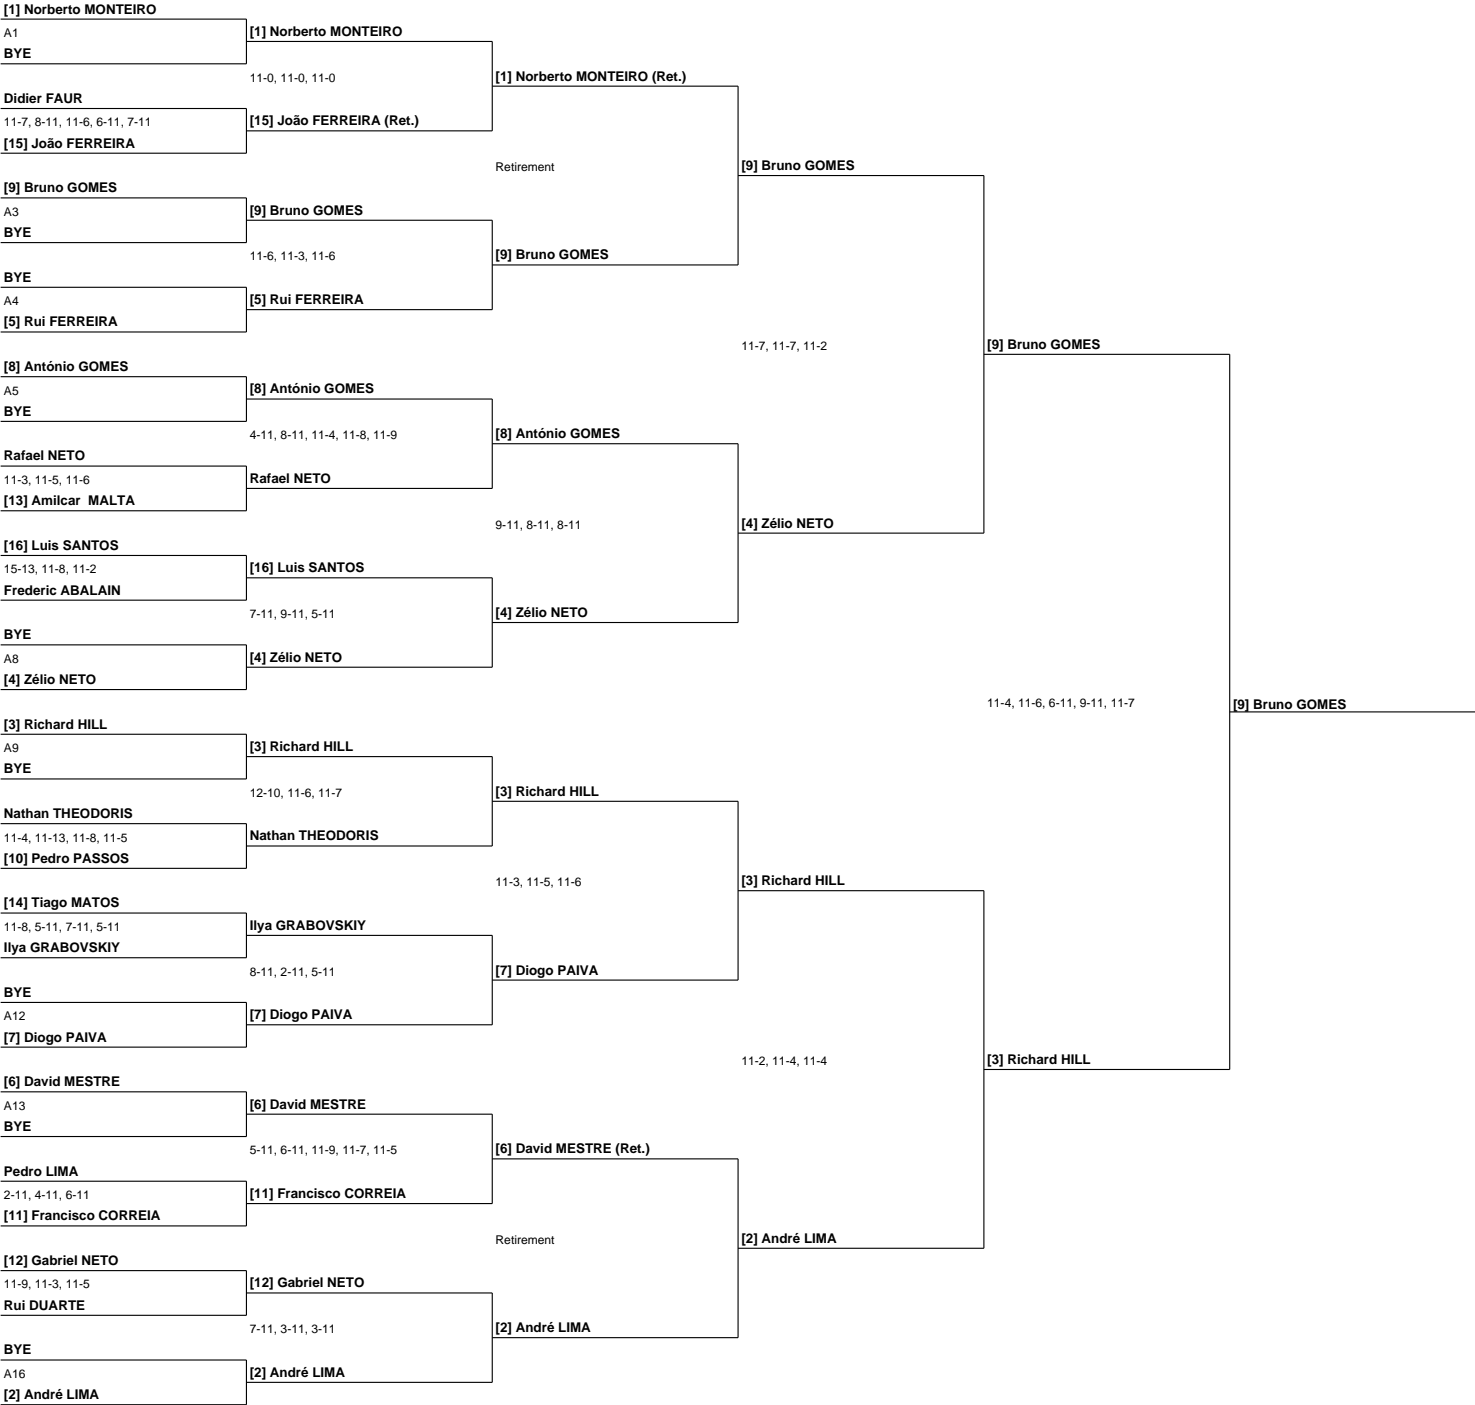 [1] Norberto MONTEIRO
A1
[1] Norberto MONTEIRO
BYE
11-0, 11-0, 11-0
[1] Norberto MONTEIRO (Ret.)
Didier FAUR
11-7, 8-11, 11-6, 6-11, 7-11
[15] João FERREIRA (Ret.)
[15] João FERREIRA
Retirement
[9] Bruno GOMES
[9] Bruno GOMES
A3
[9] Bruno GOMES
BYE
11-6, 11-3, 11-6
[9] Bruno GOMES
BYE
A4
[5] Rui FERREIRA
[5] Rui FERREIRA
11-7, 11-7, 11-2
[9] Bruno GOMES
[8] António GOMES
A5
[8] António GOMES
BYE
4-11, 8-11, 11-4, 11-8, 11-9
[8] António GOMES
Rafael NETO
11-3, 11-5, 11-6
Rafael NETO
[13] Amilcar  MALTA
9-11, 8-11, 8-11
[4] Zélio NETO
[16] Luis SANTOS
15-13, 11-8, 11-2
[16] Luis SANTOS
Frederic ABALAIN
7-11, 9-11, 5-11
[4] Zélio NETO
BYE
A8
[4] Zélio NETO
[4] Zélio NETO
11-4, 11-6, 6-11, 9-11, 11-7
[9] Bruno GOMES
[3] Richard HILL
A9
[3] Richard HILL
BYE
12-10, 11-6, 11-7
[3] Richard HILL
Nathan THEODORIS
11-4, 11-13, 11-8, 11-5
Nathan THEODORIS
[10] Pedro PASSOS
11-3, 11-5, 11-6
[3] Richard HILL
[14] Tiago MATOS
11-8, 5-11, 7-11, 5-11
Ilya GRABOVSKIY
Ilya GRABOVSKIY
8-11, 2-11, 5-11
[7] Diogo PAIVA
BYE
A12
[7] Diogo PAIVA
[7] Diogo PAIVA
11-2, 11-4, 11-4
[3] Richard HILL
[6] David MESTRE
A13
[6] David MESTRE
BYE
5-11, 6-11, 11-9, 11-7, 11-5
[6] David MESTRE (Ret.)
Pedro LIMA
2-11, 4-11, 6-11
[11] Francisco CORREIA
[11] Francisco CORREIA
Retirement
[2] André LIMA
[12] Gabriel NETO
11-9, 11-3, 11-5
[12] Gabriel NETO
Rui DUARTE
7-11, 3-11, 3-11
[2] André LIMA
BYE
A16
[2] André LIMA
[2] André LIMA